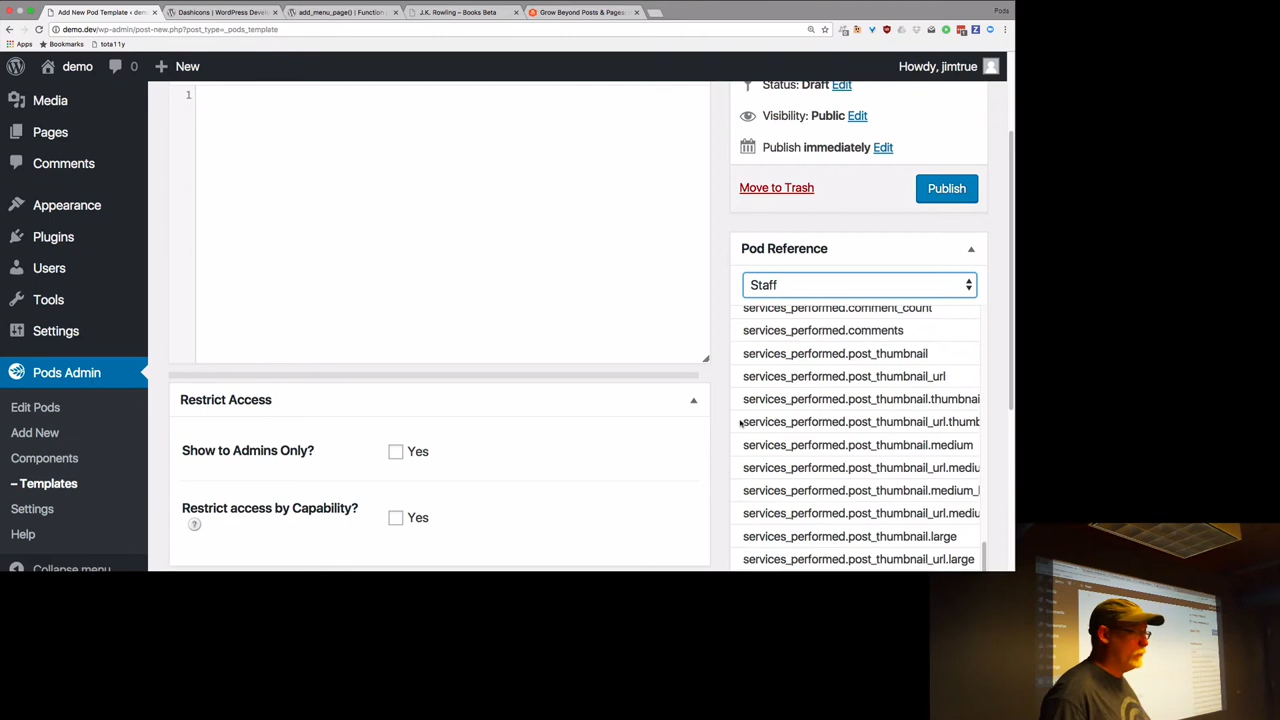 Add New Pod Template < dem
Dashicons | WordPress Devel
add_menu_page() | Function
J.K. Rowling – Books Beta
Grow Beyond Posts & Pages
Pods
demo.dev/wp-admin/post-new.php?post_type=_pods_template
Apps
Bookmarks
tota11y
demo
0
New
Howdy, jimtrue
Media
Pages
Comments
Appearance
Plugins
Users
Tools
Settings
Pods Admin
Edit Pods
Add New
Components
– Templates
Settings
Help
Collapse menu
1
Restrict Access
Show to Admins Only?
Yes
Restrict access by Capability?
Yes
?
Status: Draft Edit
Visibility: Public Edit
Publish immediately Edit
Move to Trash
Publish
Pod Reference
Staff
services_performed.comment_count
services_performed.comments
services_performed.post_thumbnail
services_performed.post_thumbnail_url
services_performed.post_thumbnail.thumbnai
services_performed.post_thumbnail_url.thumb
services_performed.post_thumbnail.medium
services_performed.post_thumbnail_url.mediu
services_performed.post_thumbnail.medium_l
services_performed.post_thumbnail_url.mediu
services_performed.post_thumbnail.large
services_performed.post_thumbnail_url.large